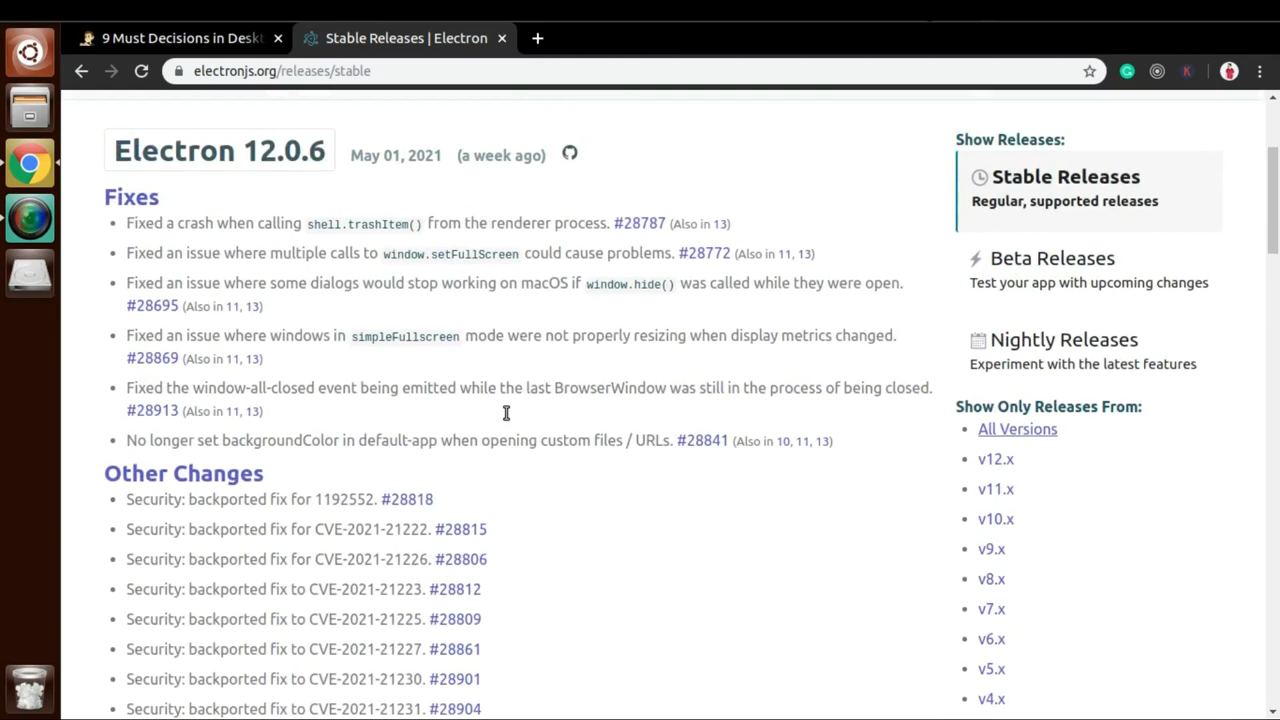 9 Must Decisions in Deskt
Stable Releases | Electron
electronjs.org/releases/stable
Electron 12.0.6
May 01, 2021 (a week ago)
Fixes
Fixed a crash when calling shell.trashItem() from the renderer process. #28787 (Also in 13)
Fixed an issue where multiple calls to window.setFullScreen could cause problems. #28772 (Also in 11, 13)
Fixed an issue where some dialogs would stop working on macOS if window.hide() was called while they were open.
#28695 (Also in 11, 13)
Fixed an issue where windows in simpleFullscreen mode were not properly resizing when display metrics changed.
#28869 (Also in 11, 13)
Fixed the window-all-closed event being emitted while the last BrowserWindow was still in the process of being closed.
#28913 (Also in 11, 13)
No longer set backgroundColor in default-app when opening custom files / URLs. #28841 (Also in 10, 11, 13)
Other Changes
Security: backported fix for 1192552. #28818
Security: backported fix for CVE-2021-21222. #28815
Security: backported fix for CVE-2021-21226. #28806
Security: backported fix to CVE-2021-21223. #28812
Security: backported fix to CVE-2021-21225. #28809
Security: backported fix to CVE-2021-21227. #28861
Security: backported fix to CVE-2021-21230. #28901
Security: backported fix to CVE-2021-21231. #28904
Show Releases:
Stable Releases
Regular, supported releases
Beta Releases
Test your app with upcoming changes
Nightly Releases
Experiment with the latest features
Show Only Releases From:
All Versions
v12.x
v11.x
v10.x
v9.x
v8.x
v7.x
v6.x
v5.x
v4.x